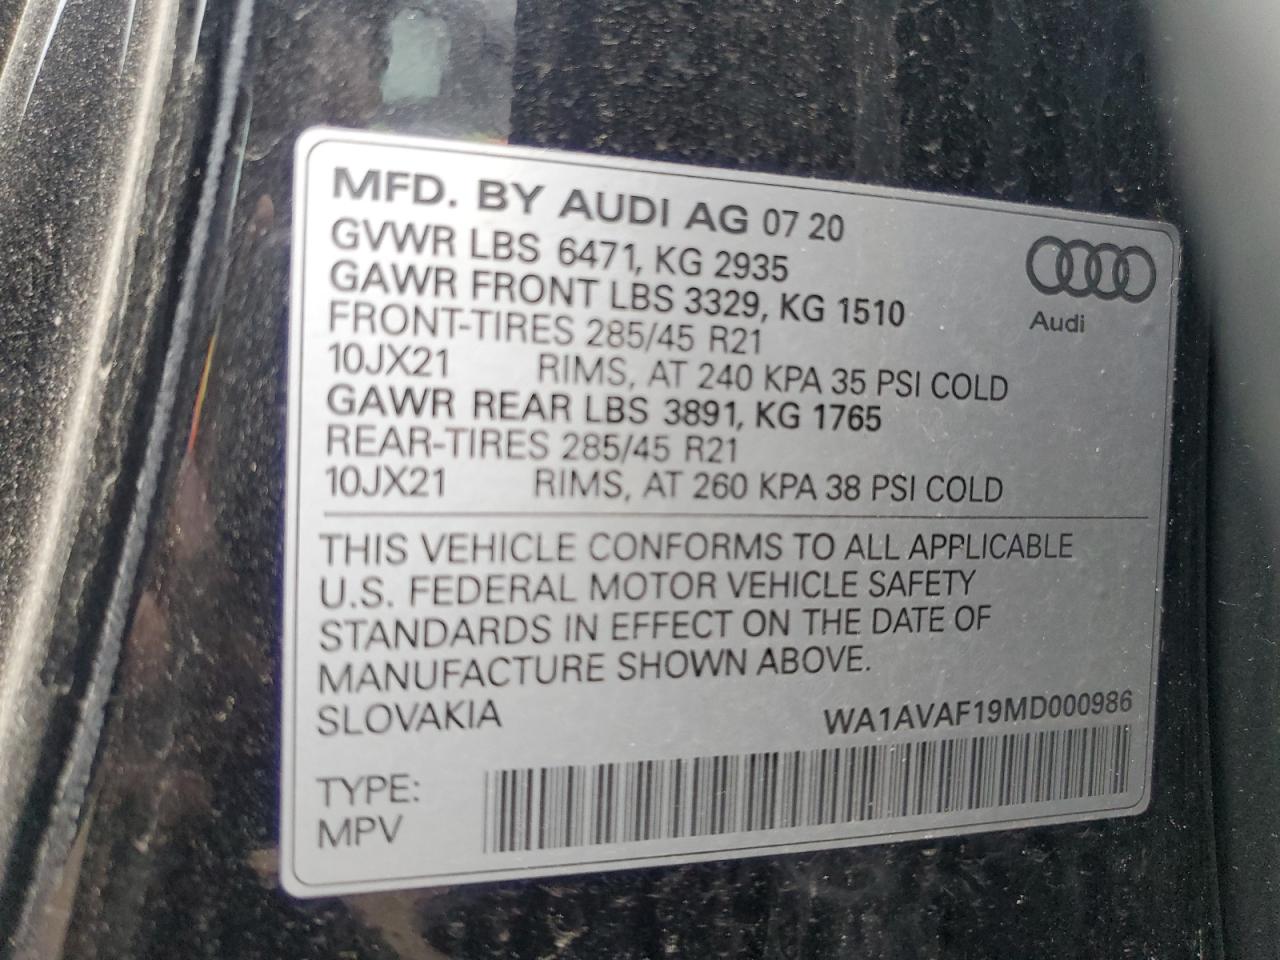 MFD. BY AUDI AG 07 20
GVWR LBS 6471, KG 2935
GAWR FRONT LBS 3329, KG 1510
FRONT-TIRES 285/45 R21
10JX21 RIMS, AT 240 KPA 35 PSI COLD
GAWR REAR LBS 3891, KG 1765
REAR-TIRES 285/45 R21
10JX21 RIMS, AT 260 KPA 38 PSI COLD
Audi
THIS VEHICLE CONFORMS TO ALL APPLICABLE
U.S. FEDERAL MOTOR VEHICLE SAFETY
STANDARDS IN EFFECT ON THE DATE OF
MANUFACTURE SHOWN ABOVE.
SLOVAKIA WA1AVAF19MD000986
TYPE:
MPV